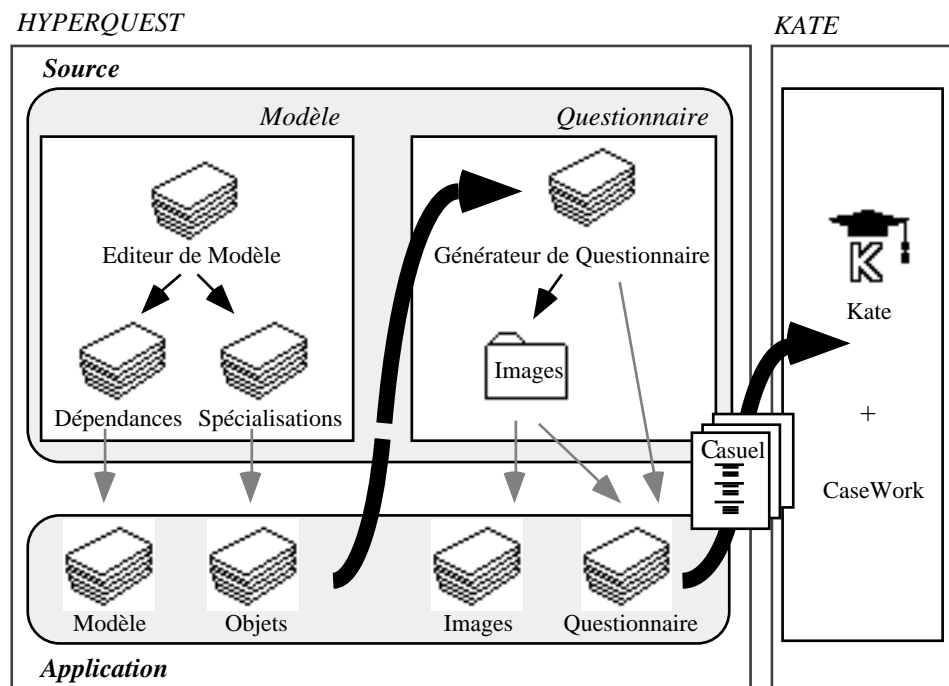 HYPERQUEST
KATE
Source
Modèle
Questionnaire
Editeur de Modèle
Générateur de Questionnaire
K
Kate
Images
Dépendances
Spécialisations
+
Casuel
CaseWork
Modèle
Objets
Images
Questionnaire
Application